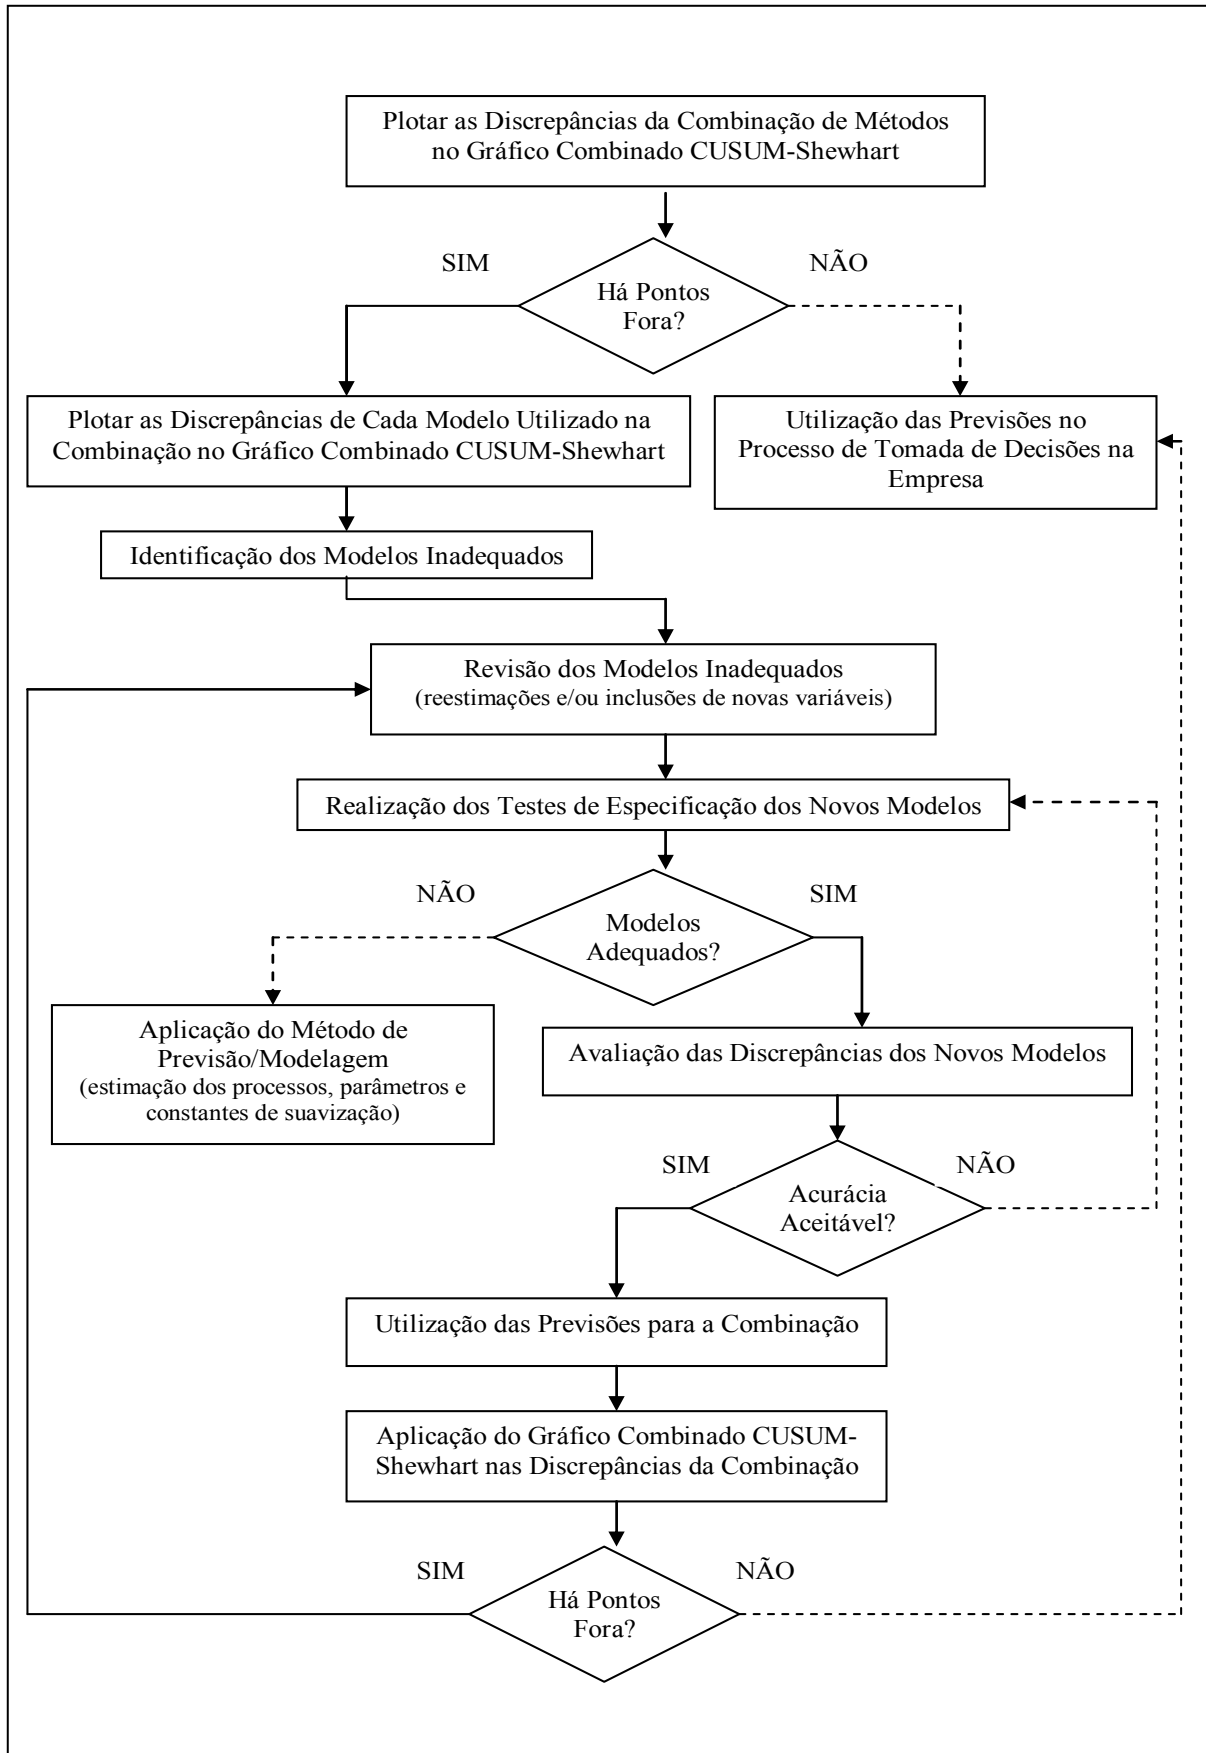 Plotar as Discrepâncias da Combinação de Métodos
no Gráfico Combinado CUSUM-Shewhart
SIM
NÃO
Há Pontos
Fora?
Plotar as Discrepâncias de Cada Modelo Utilizado na
Combinação no Gráfico Combinado CUSUM-Shewhart
Utilização das Previsões no
Processo de Tomada de Decisões na
Empresa
Identificação dos Modelos Inadequados
Revisão dos Modelos Inadequados
(reestimações e/ou inclusões de novas variáveis)
Realização dos Testes de Especificação dos Novos Modelos
NÃO
SIM
Modelos
Adequados?
Aplicação do Método de
Previsão/Modelagem
(estimação dos processos, parâmetros e
constantes de suavização)
Avaliação das Discrepâncias dos Novos Modelos
SIM
NÃO
Acurácia
Aceitável?
Utilização das Previsões para a Combinação
Aplicação do Gráfico Combinado CUSUM-
Shewhart nas Discrepâncias da Combinação
SIM
NÃO
Há Pontos
Fora?